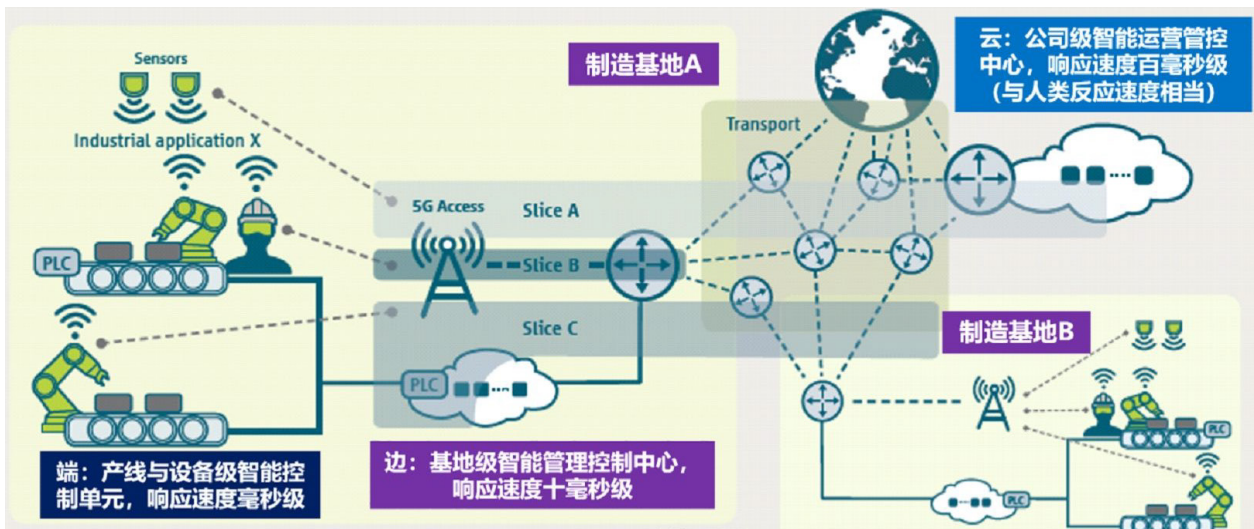 制造基地A
云：公司级智能运营管控
中心，响应速度百毫秒级
（与人类反应速度相当）
Sensors
Industrial application X
Transport
5G Access
Slice A
PLC
Slice B
Slice C
PLC
制造基地B
PLC
PLC
端：产线与设备级智能控
制单元，响应速度毫秒级
边：基地级智能管理控制中心，
响应速度十毫秒级